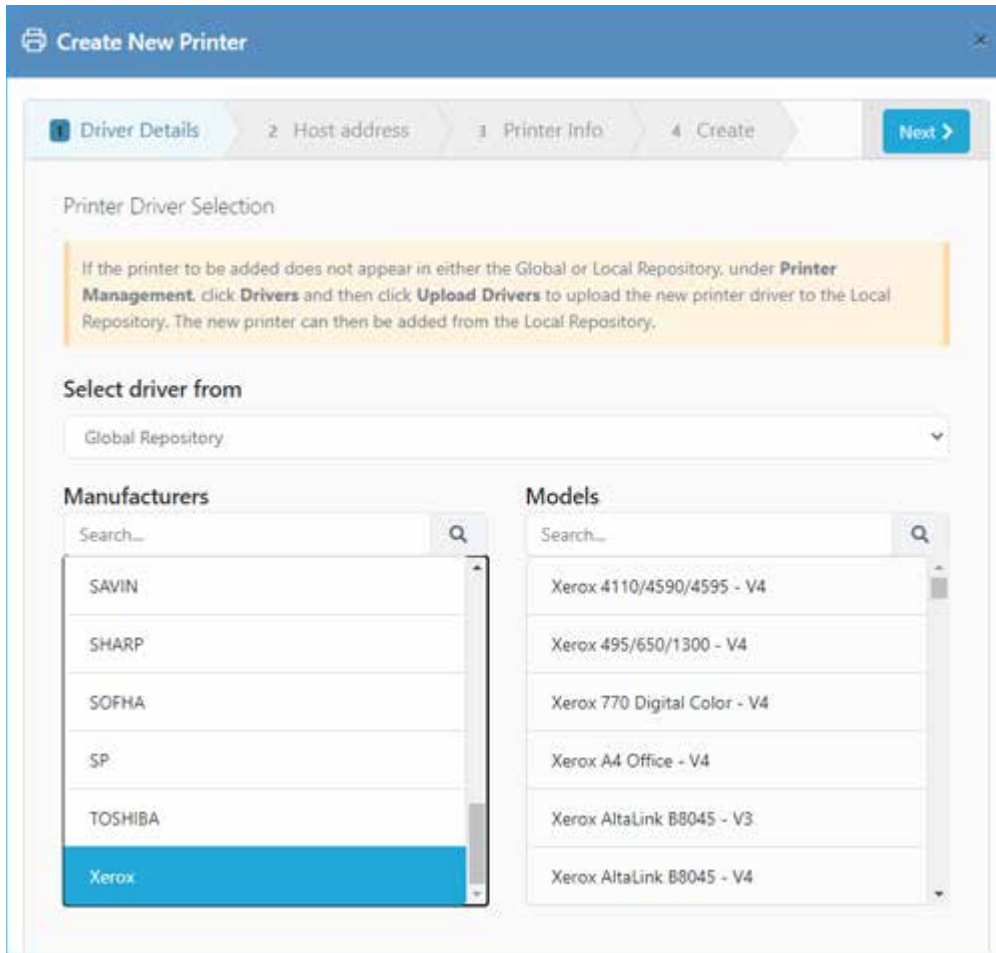 Create New Printer
×
1 Driver Details
2 Host address
3 Printer Info
4 Create
Next
Printer Driver Selection
If the printer to be added does not appear in either the Global or Local Repository, under Printer
Management, click Drivers and then click Upload Drivers to upload the new printer driver to the Local
Repository. The new printer can then be added from the Local Repository.
Select driver from
Global Repository
Manufacturers
Search...
SAVIN
SHARP
SOFHA
SP
TOSHIBA
Xerox
Models
Search...
Xerox 4110/4590/4595 - V4
Xerox 495/650/1300 - V4
Xerox 770 Digital Color - V4
Xerox A4 Office - V4
Xerox AltaLink B8045 - V3
Xerox AltaLink B8045 - V4